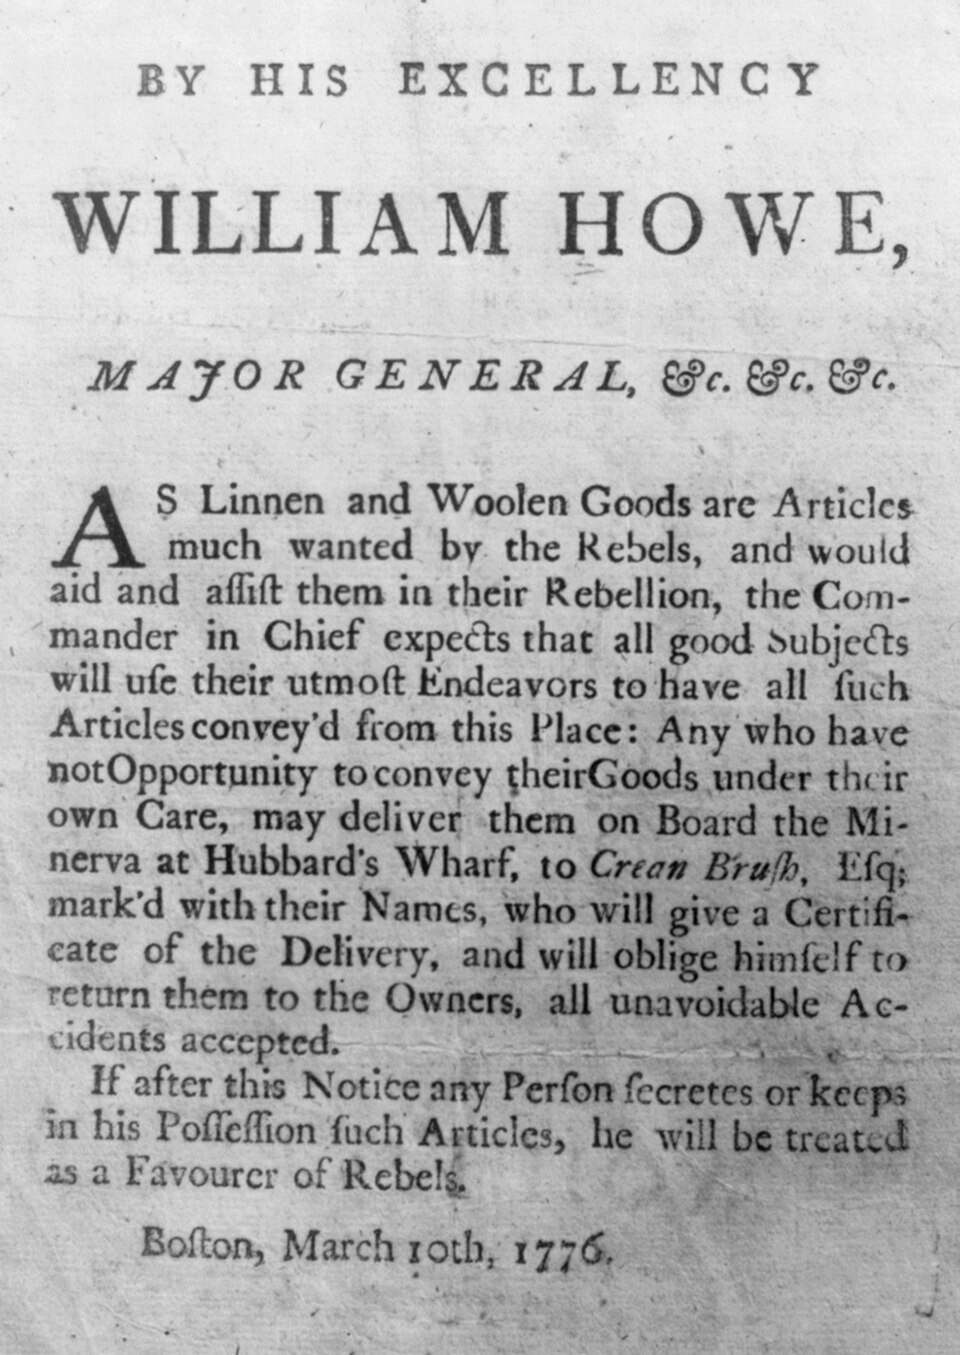 BY HIS EXCELLENCY
WILLIAM HOWE,
MAJOR GENERAL, &c. &c. &c.
AS Linnen and Woolen Goods are Articles
much wanted by the Rebels, and would
aid and aſſiſt them in their Rebellion, the Com-
mander in Chief expects that all good Subjects
will uſe their utmoſt Endeavors to have all ſuch
Articles convey'd from this Place: Any who have
notOpportunity to convey theirGoods under their
own Care, may deliver them on Board the Mi-
nerva at Hubbard's Wharf, to Crean Bruſh, Eſq;
mark'd with their Names, who will give a Certifi-
cate of the Delivery, and will oblige himſelf to
return them to the Owners, all unavoidable Ac-
cidents accepted.
If after this Notice any Perſon ſecretes or keeps
in his Poſſeſſion ſuch Articles, he will be treated
as a Favourer of Rebels.
Boſton, March 10th, 1776.